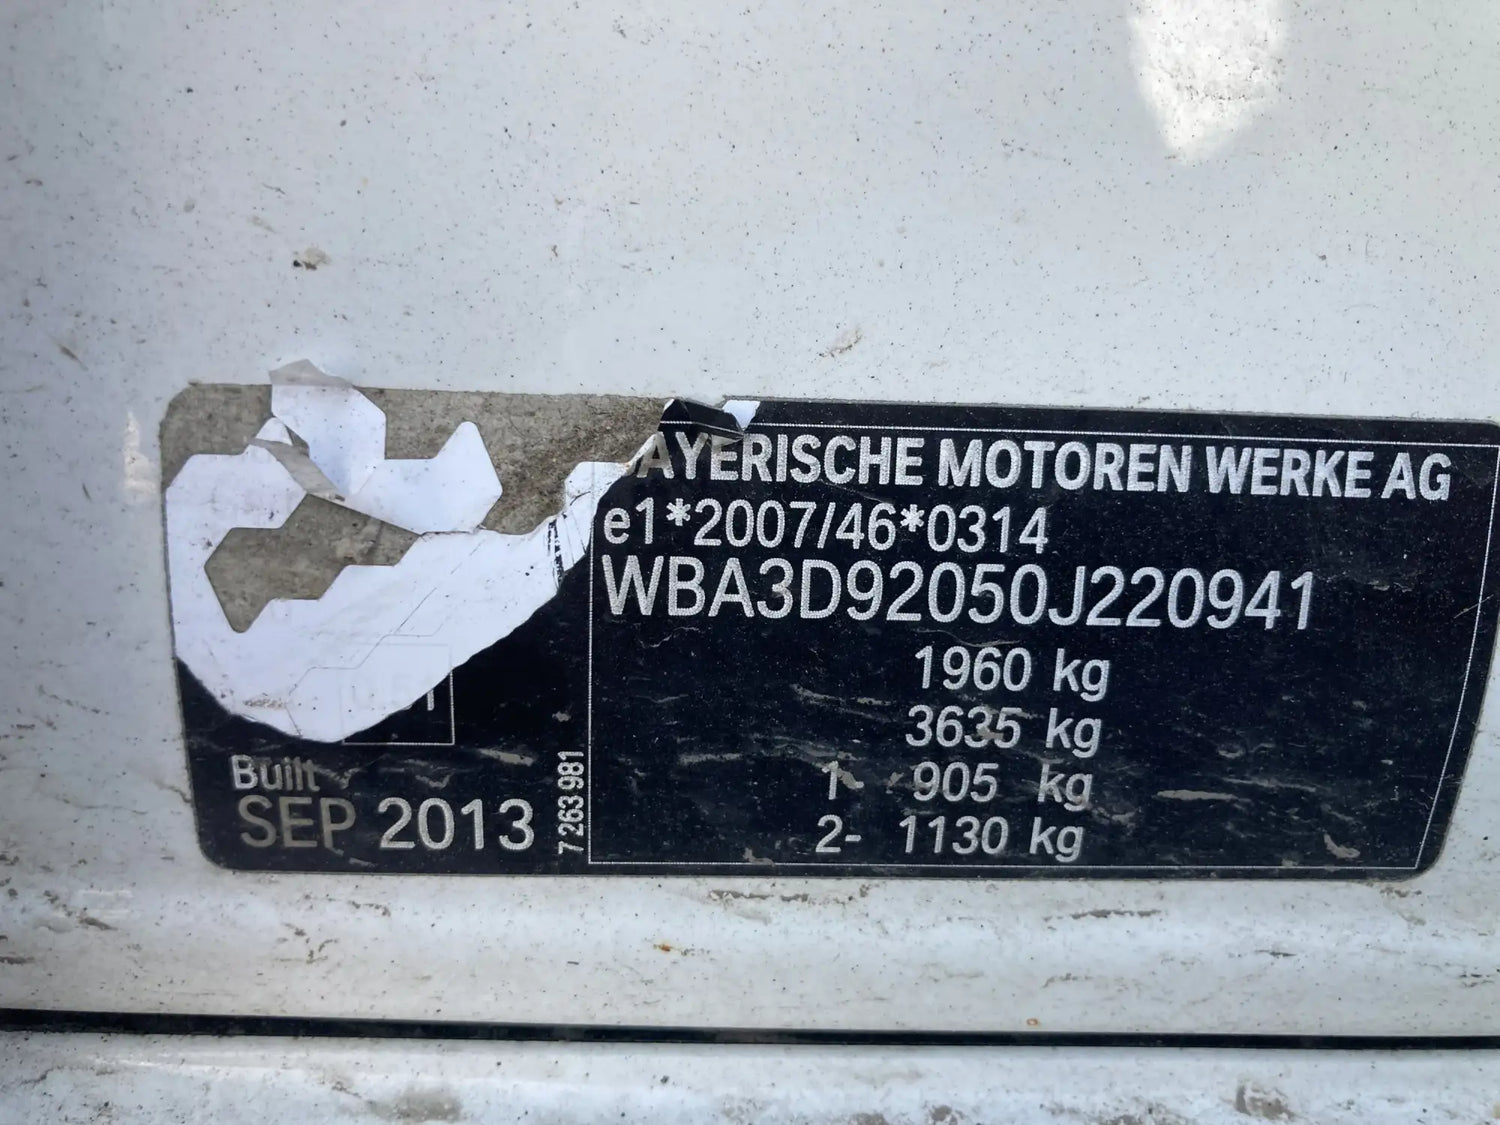 BAYERISCHE MOTOREN WERKE AG
e1*2007/46*0314
WBA3D92050J220941
1960 kg
3635 kg
1- 905 kg
2- 1130 kg
Built
SEP 2013
7 263 981